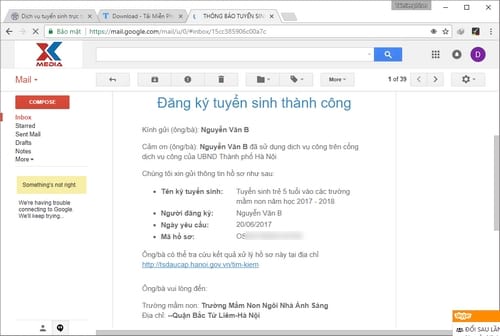 Dịch vụ tuyển sinh trực t
Download - Tải Miễn Ph
THÔNG BÁO TUYỂN SIN
Bảo mật
https://mail.google.com/mail/u/0/#inbox/15cc385906c00a7c
X
MEDIA
D
Mail
More
1 of 39
COMPOSE
Inbox
Starred
Sent Mail
Drafts
Notes
More
Something's not right.
We're having trouble
connecting to Google.
We'll keep trying...
Đăng ký tuyển sinh thành công
Kính gửi (ông/bà): Nguyễn Văn B
Cảm ơn (ông/bà): Nguyễn Văn B đã sử dụng dịch vụ công trên cổng
dịch vụ công của UBND Thành phố Hà Nội
Chúng tôi xin gửi thông tin hồ sơ như sau:
Tên kỳ tuyển sinh: Tuyển sinh trẻ 5 tuổi vào các trường
mầm non năm học 2017 - 2018
Người đăng ký: Nguyễn Văn B
Ngày yêu cầu: 20/06/2017
Mã hồ sơ:
Ông/bà có thể tra cứu kết quả xử lý hồ sơ này tại địa chỉ
http://tsdaucap.hanoi.gov.vn/tim-kiem
Ông/bà vui lòng đến:
Trường mầm non: Trường Mầm Non Ngôi Nhà Ánh Sáng
Địa chỉ: --Quận Bắc Từ Liêm-Hà Nội
skype
ĐỔI SAU LẦN